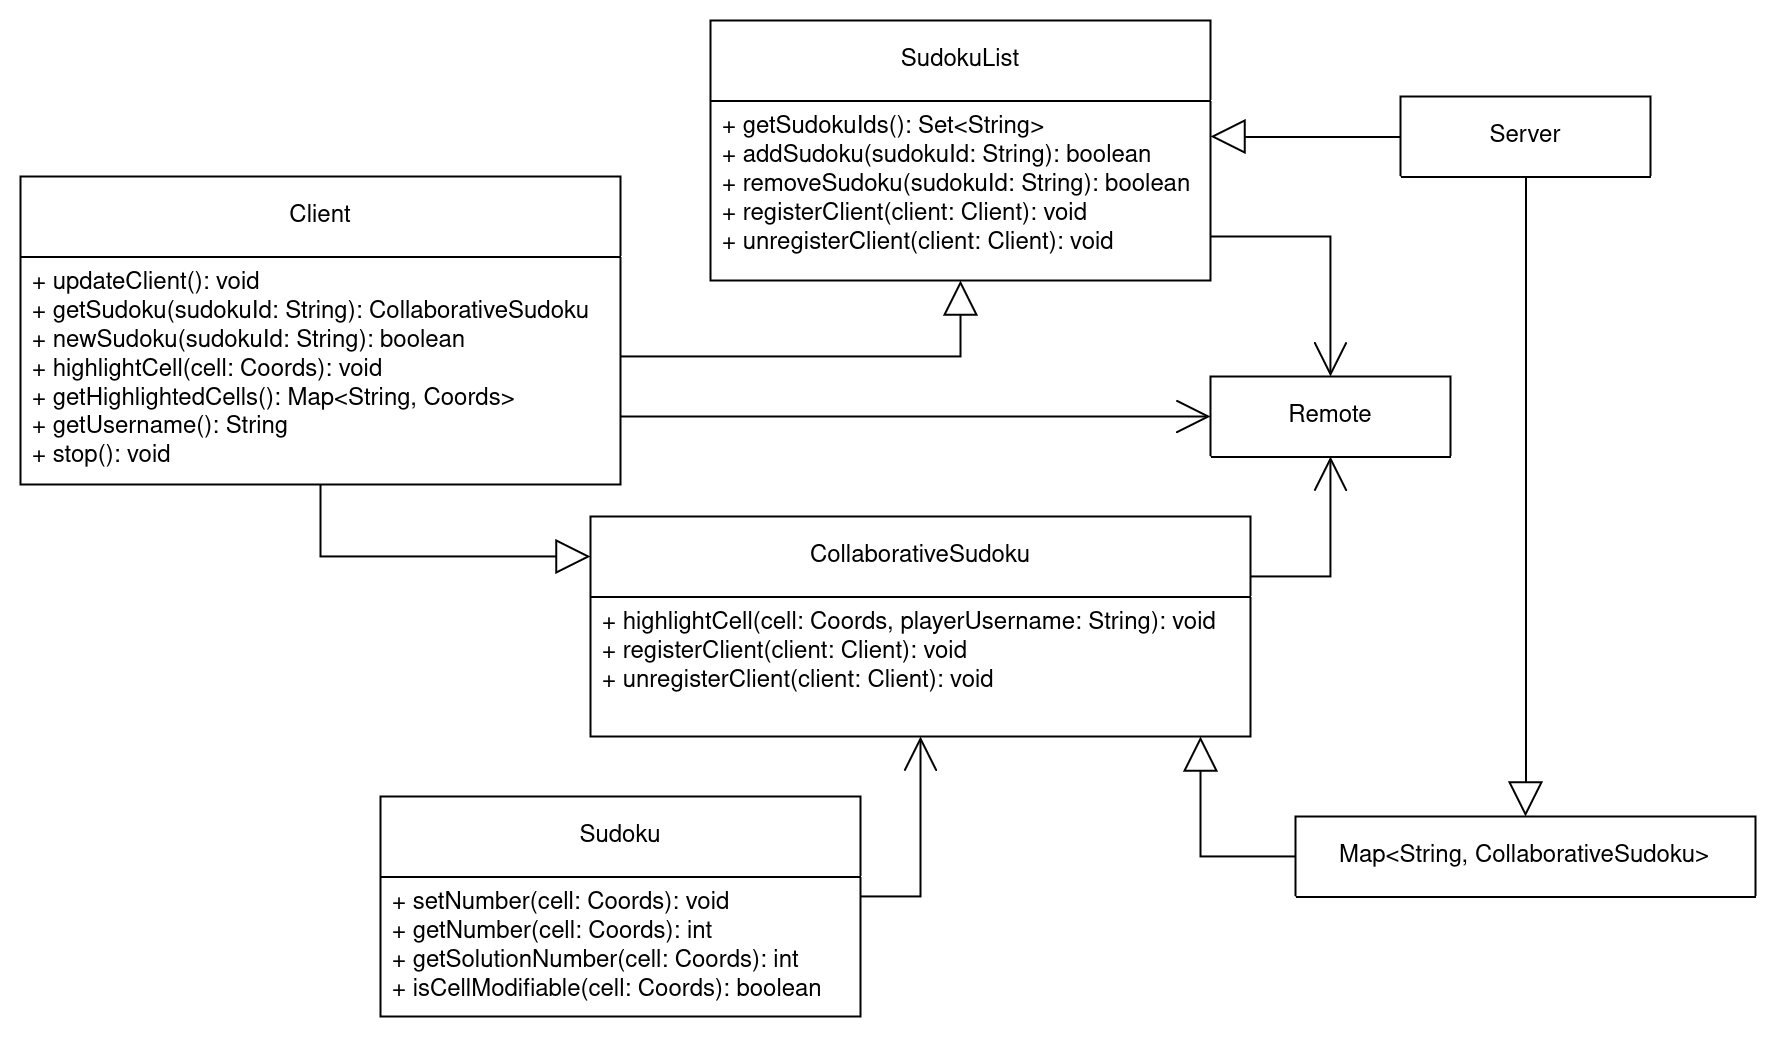 SudokuList
+ getSudokuIds(): Set<String>
+ addSudoku(sudokuId: String): boolean
+ removeSudoku(sudokuId: String): boolean
+ registerClient(client: Client): void
+ unregisterClient(client: Client): void
Server
Client
+ updateClient(): void
+ getSudoku(sudokuId: String): CollaborativeSudoku
+ newSudoku(sudokuId: String): boolean
+ highlightCell(cell: Coords): void
+ getHighlightedCells(): Map<String, Coords>
+ getUsername(): String
+ stop(): void
Remote
CollaborativeSudoku
+ highlightCell(cell: Coords, playerUsername: String): void
+ registerClient(client: Client): void
+ unregisterClient(client: Client): void
Sudoku
+ setNumber(cell: Coords): void
+ getNumber(cell: Coords): int
+ getSolutionNumber(cell: Coords): int
+ isCellModifiable(cell: Coords): boolean
Map<String, CollaborativeSudoku>